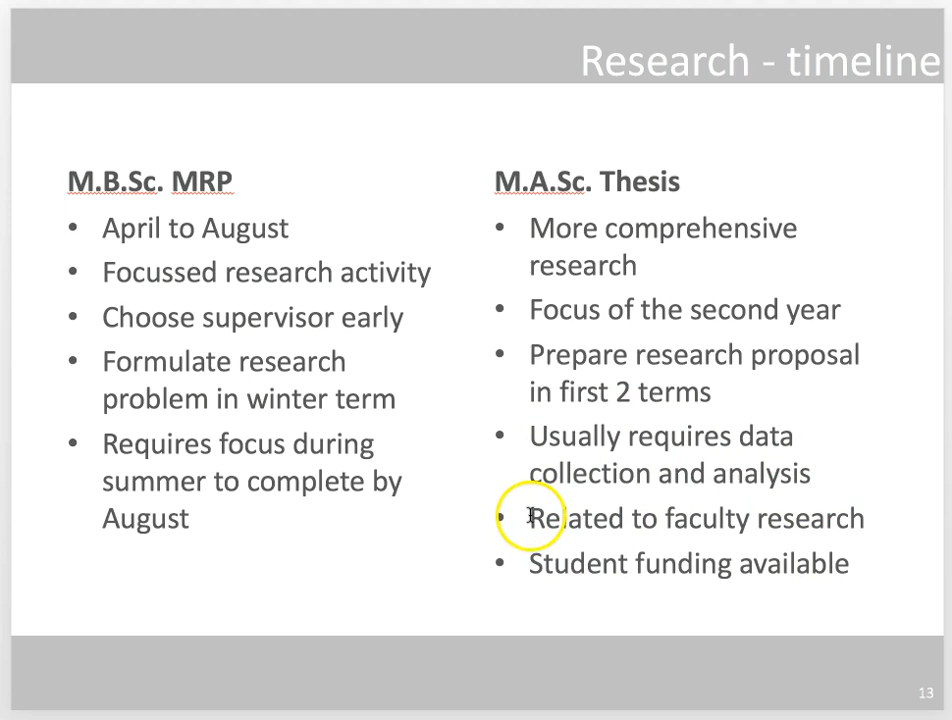 Research - timeline
M.B.Sc. MRP
• April to August
• Focussed research activity
• Choose supervisor early
• Formulate research
problem in winter term
• Requires focus during
summer to complete by
August
M.A.Sc. Thesis
• More comprehensive
research
• Focus of the second year
• Prepare research proposal
in first 2 terms
• Usually requires data
collection and analysis
• Related to faculty research
• Student funding available
13